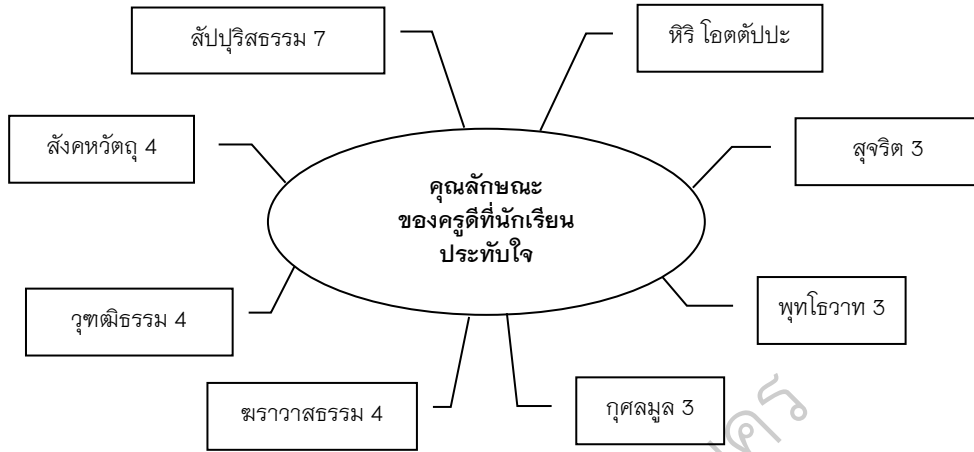 สัปปุริสธรรม 7
หิริ โอตตัปปะ
สังคหวัตถุ 4
สุจริต 3
คุณลักษณะ
ของครูดีที่นักเรียน
ประทับใจ
วุฑฒิธรรม 4
พุทโธวาท 3
ฆราวาสธรรม 4
กุศลมูล 3